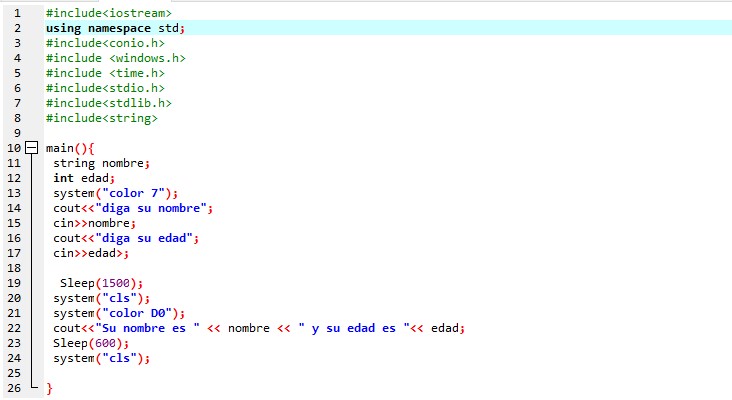 1 #include<iostream>
2 using namespace std;
3 #include<conio.h>
4 #include <windows.h>
5 #include <time.h>
6 #include<stdio.h>
7 #include<stdlib.h>
8 #include<string>
9
10 main(){
11 string nombre;
12 int edad;
13 system("color 7");
14 cout<<"diga su nombre";
15 cin>>nombre;
16 cout<<"diga su edad";
17 cin>>edad>;
18
19 Sleep(1500);
20 system("cls");
21 system("color D0");
22 cout<<"Su nombre es " << nombre << " y su edad es "<< edad;
23 Sleep(600);
24 system("cls");
25
26 }